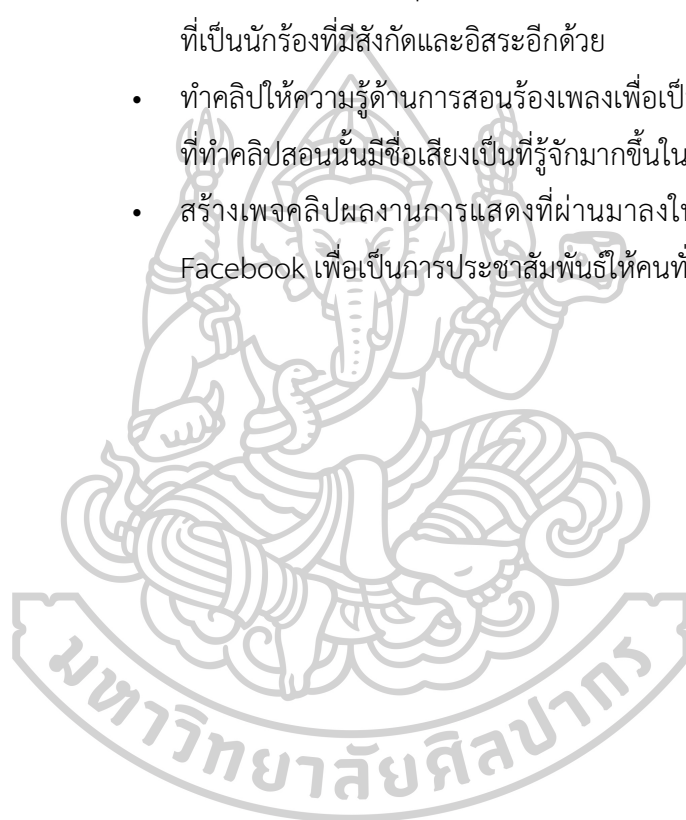 ที่เป็นนักร้องที่มีสังกัดและอิสระอีกด้วย
• ทำคลิปให้ความรู้ด้านการสอนร้องเพลงเพื่อเป็
ที่ทำคลิปสอนนั้นมีชื่อเสียงเป็นที่รู้จักมากขึ้นใน
• สร้างเพจคลิปผลงานการแสดงที่ผ่านมาลงใ
Facebook เพื่อเป็นการประชาสัมพันธ์ให้คนทั่
มหาวิทยาลัยศิลปากร